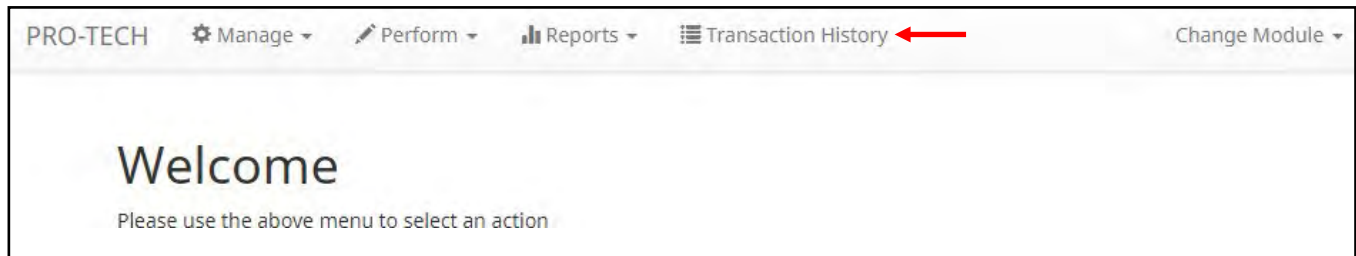 PRO-TECH Manage Perform Reports Transaction History Change Module
Welcome
Please use the above menu to select an action